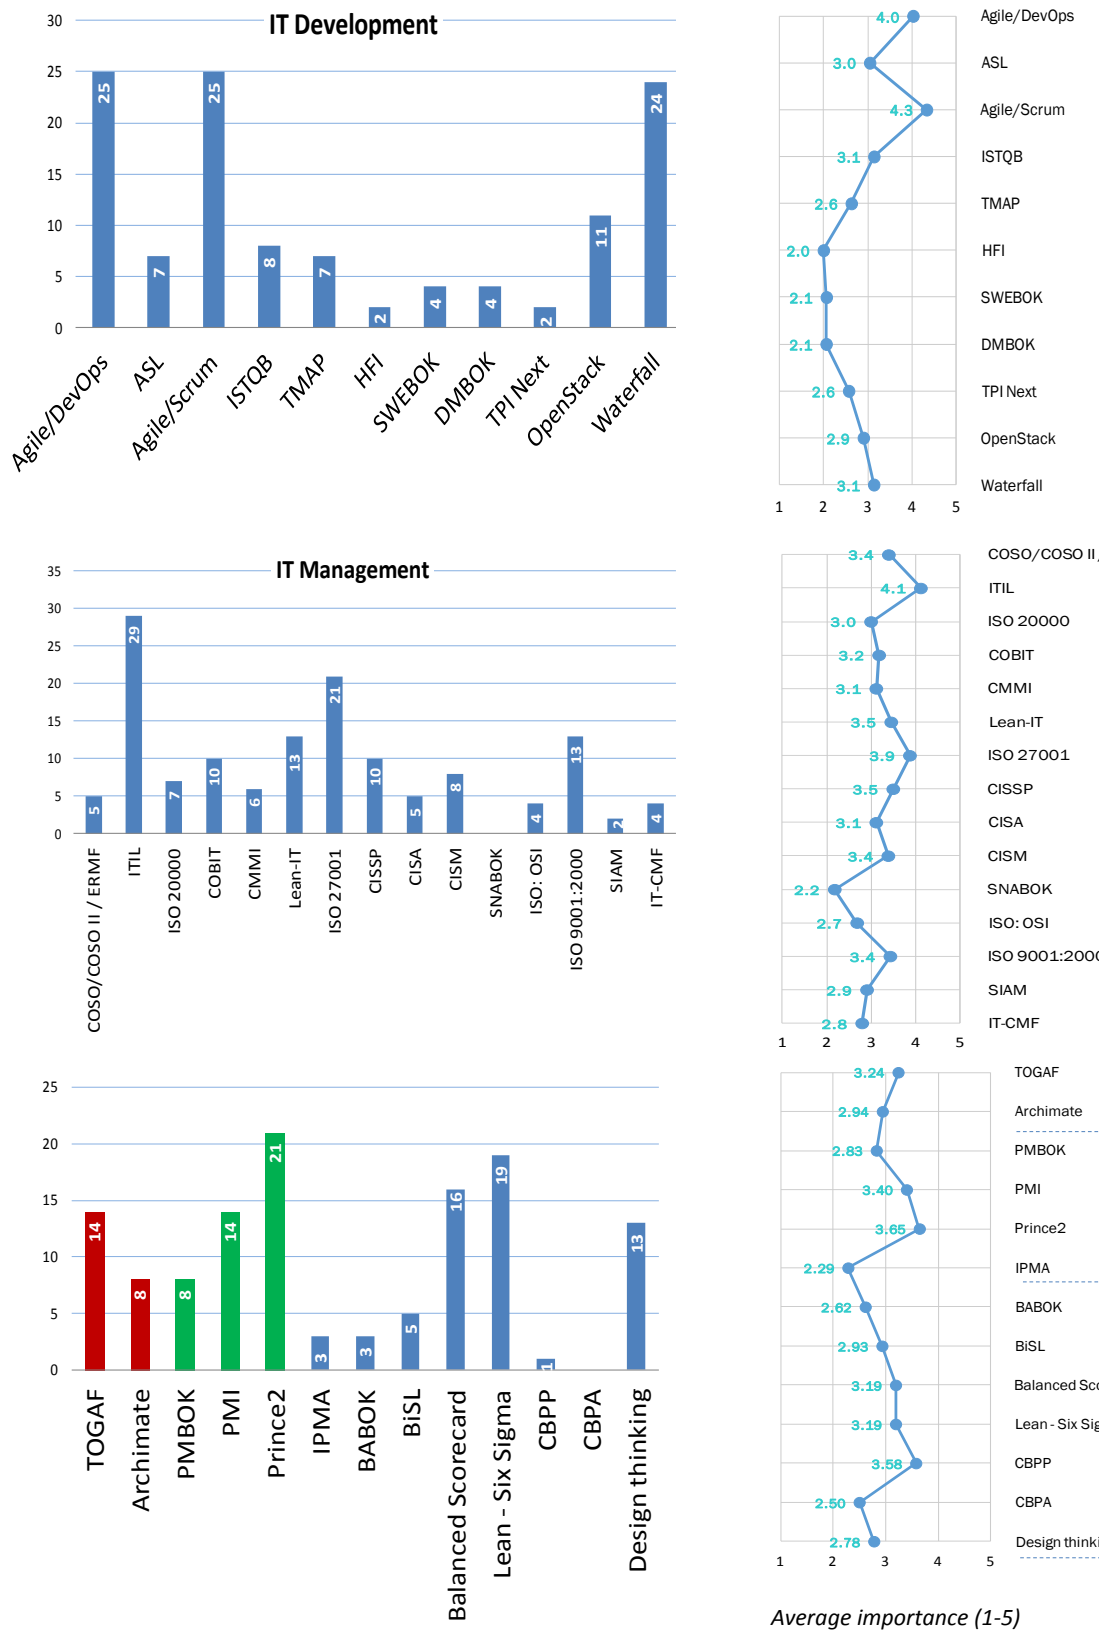 IT Development
30
25
20
15
10
5
0
25
7
25
8
7
2
4
4
2
11
24
Agile/DevOps
ASL
Agile/Scrum
ISTQB
TMAP
HFI
SWEBOK
DMBOK
TPI Next
OpenStack
Waterfall
4.0 Agile/DevOps
3.0 ASL
4.3 Agile/Scrum
3.1 ISTQB
2.6 TMAP
2.0 HFI
2.1 SWEBOK
2.1 DMBOK
2.6 TPI Next
2.9 OpenStack
3.1 Waterfall
1 2 3 4 5
IT Management
35
30
25
20
15
10
5
0
5
29
7
10
6
13
21
10
5
8
4
13
2
4
COSO/COSO II / ERMF
ITIL
ISO 20000
COBIT
CMMI
Lean-IT
ISO 27001
CISSP
CISA
CISM
SNABOK
ISO: OSI
ISO 9001:2000
SIAM
IT-CMF
3.4 COSO/COSO II/
4.1 ITIL
3.0 ISO 20000
3.2 COBIT
3.1 CMMI
3.5 Lean-IT
3.9 ISO 27001
3.5 CISSP
3.1 CISA
3.4 CISM
2.2 SNABOK
2.7 ISO: OSI
3.4 ISO 9001:2000
2.9 SIAM
2.8 IT-CMF
1 2 3 4 5
25
20
15
10
5
0
14
8
8
14
21
3
3
5
16
19
1
13
TOGAF
Archimate
PMBOK
PMI
Prince2
IPMA
BABOK
BiSL
Balanced Scorecard
Lean - Six Sigma
CBPP
CBPA
Design thinking
3.24 TOGAF
2.94 Archimate
2.83 PMBOK
3.40 PMI
3.65 Prince2
2.29 IPMA
2.62 BABOK
2.93 BiSL
3.19 Balanced Sco
3.19 Lean - Six Sig
3.58 CBPP
2.50 CBPA
2.78 Design thinki
1 2 3 4 5
Average importance (1-5)